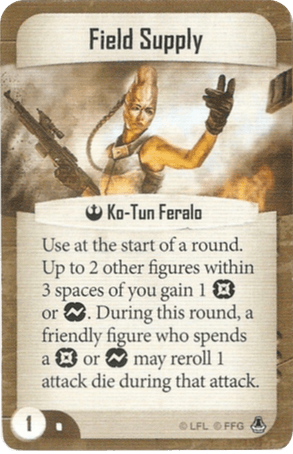 Field Supply
Ko-Tun Feralo
Use at the start of a round.
Up to 2 other figures within
3 spaces of you gain 1
or . During this round, a
friendly figure who spends
a or may reroll 1
attack die during that attack.
1
© LFL © FFG